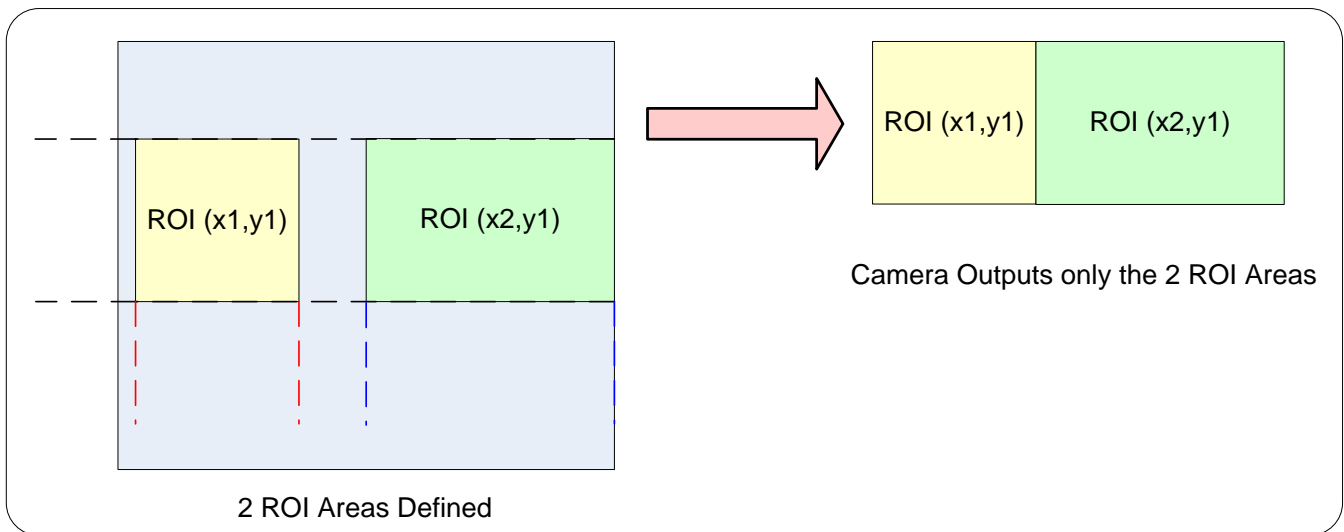 ROI (x1,y1)
ROI (x2,y1)
2 ROI Areas Defined
ROI (x1,y1)
ROI (x2,y1)
Camera Outputs only the 2 ROI Areas